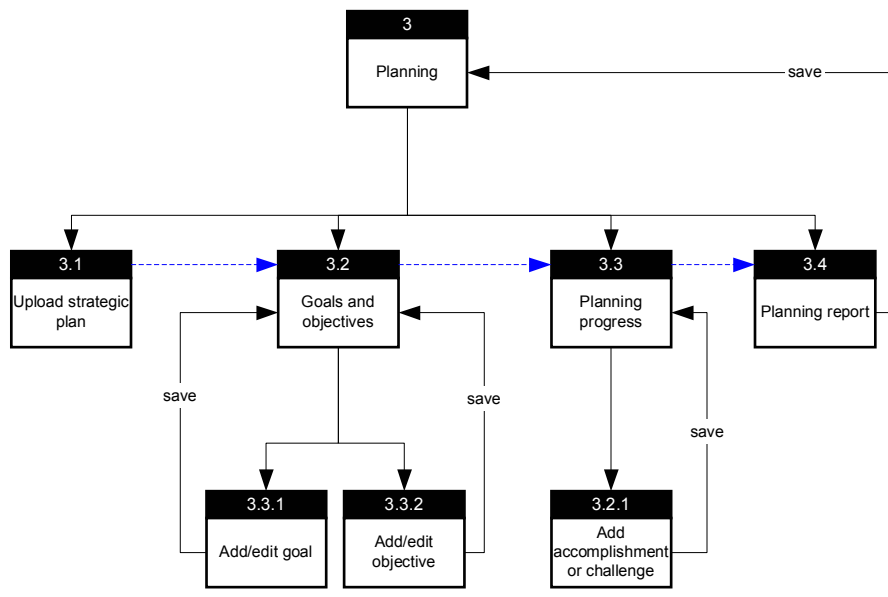 3
Planning
save
3.1
Upload strategic
plan
3.2
Goals and
objectives
3.3
Planning
progress
3.4
Planning report
save
save
save
3.3.1
Add/edit goal
3.3.2
Add/edit
objective
3.2.1
Add
accomplishment
or challenge